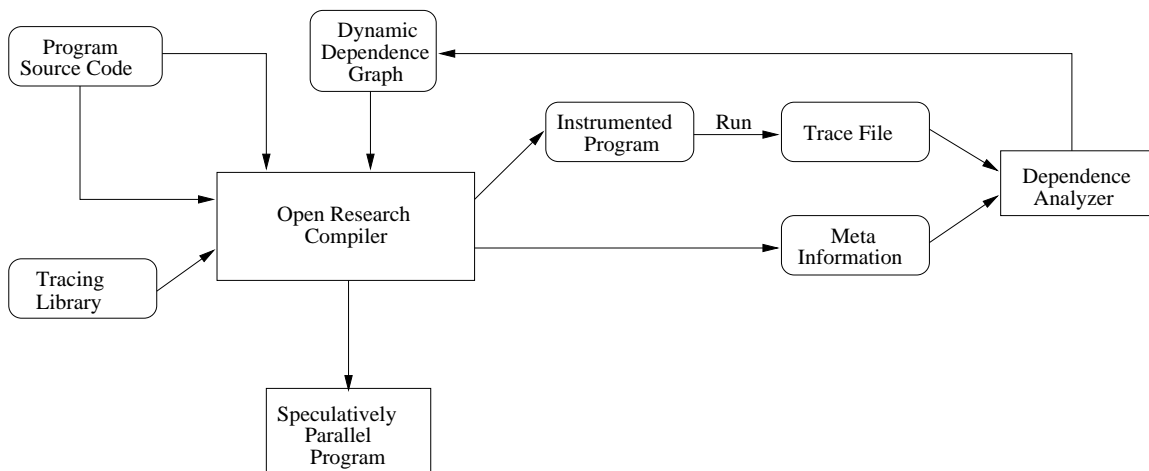 Program
Source Code
Dynamic
Dependence
Graph
Instrumented
Program
Run
Trace File
Dependence
Analyzer
Open Research
Compiler
Meta
Information
Tracing
Library
Speculatively
Parallel
Program